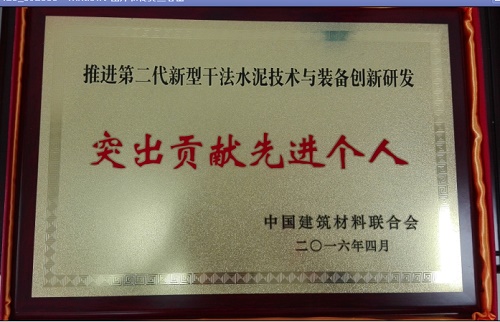 推进第二代新型干法水泥技术与装备创新研发
突出贡献先进个人
中国建筑材料联合会
二〇一六年四月